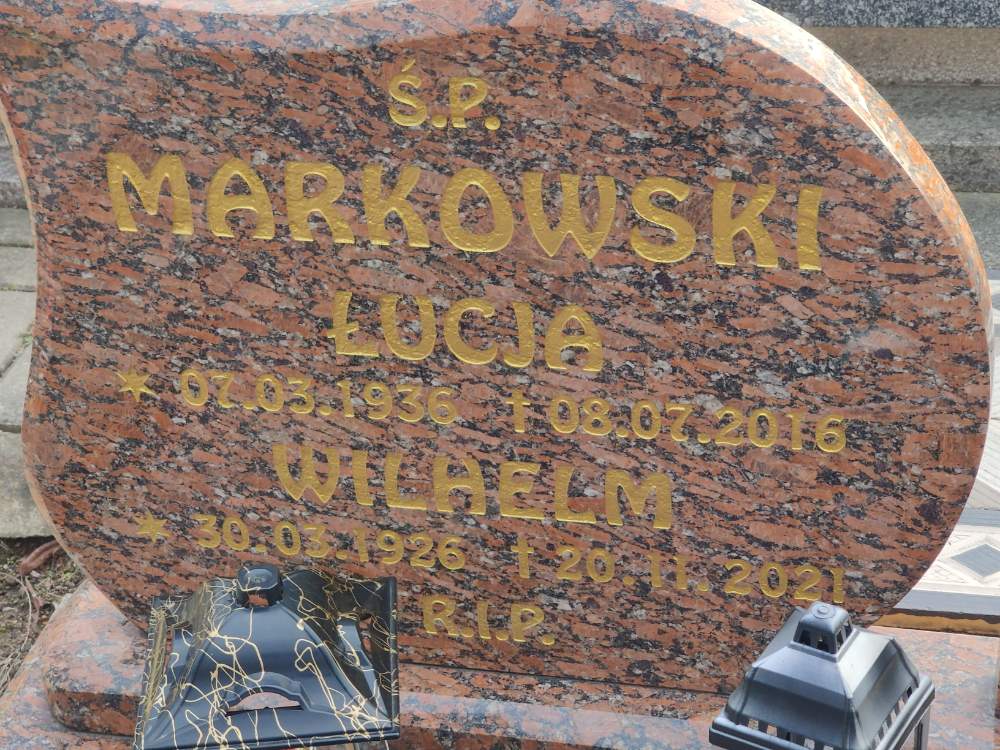 Ś.P.
MARKOWSKI
ŁUCJA
* 07.03.1936 † 08.07.2016
WILHELM
* 30.03.1926 † 20.11.2021
R.I.P.